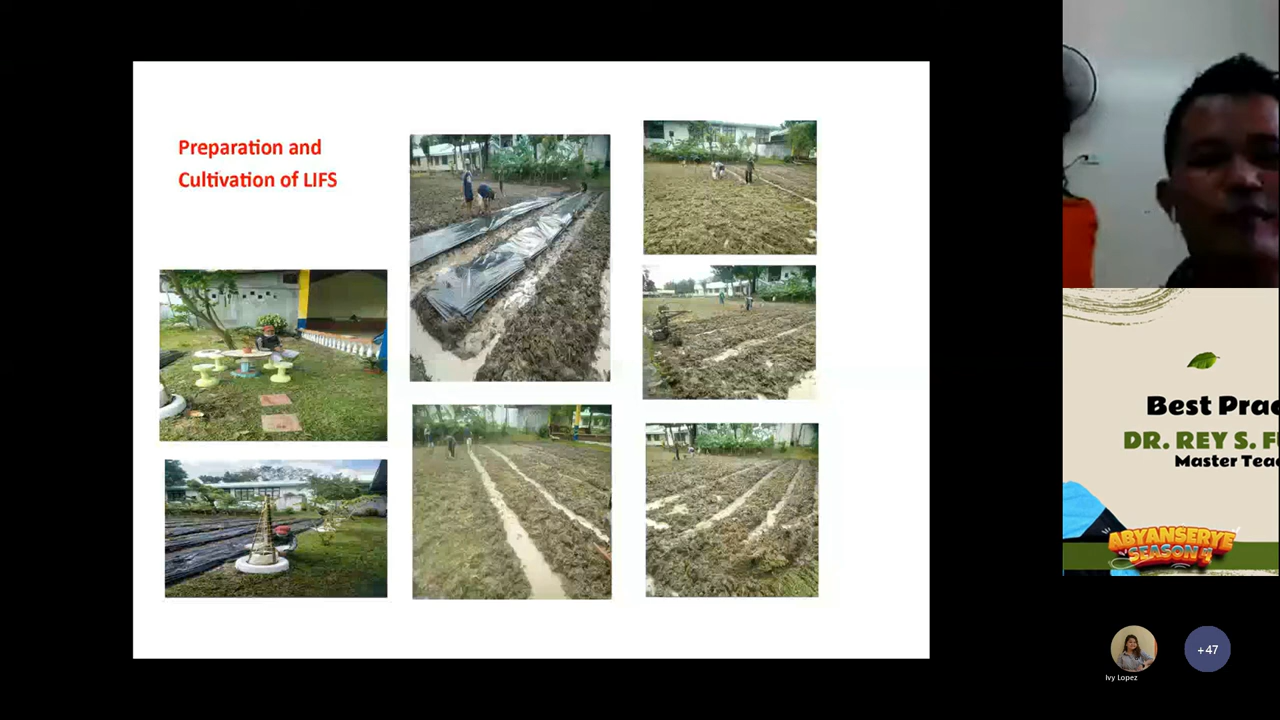 Preparation and
Cultivation of LIFS
Best Prac
DR. REY S. F
Master Teac
ABYANSERYE
SEASON
Ivy Lopez
+47